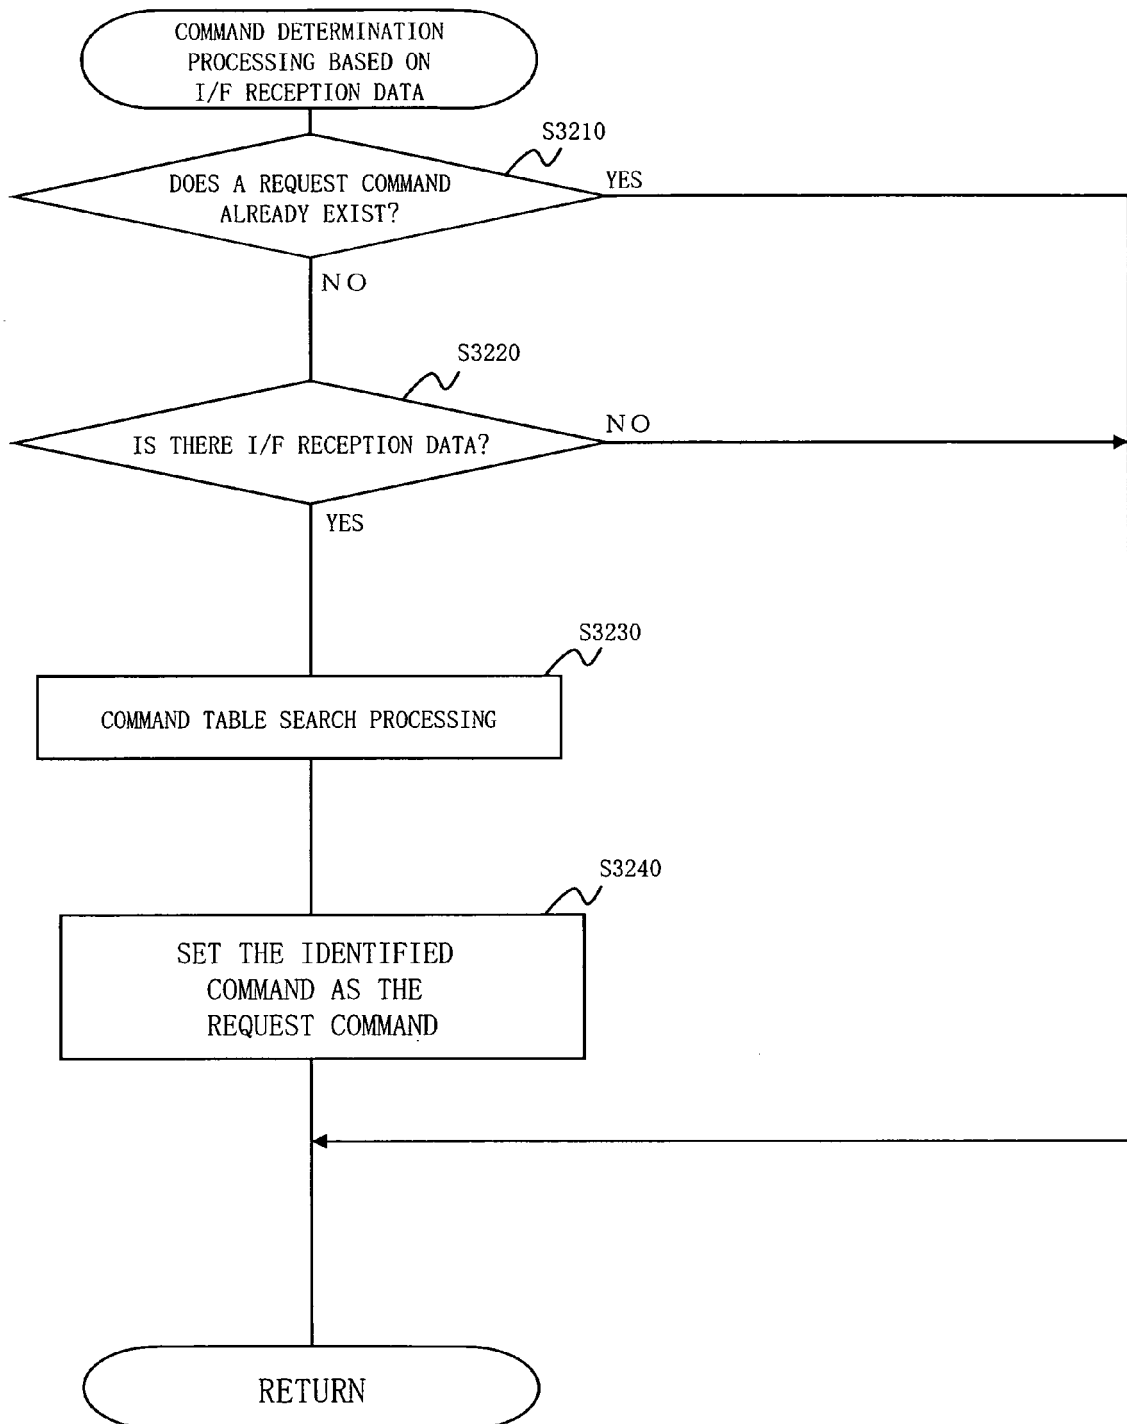 COMMAND DETERMINATION
PROCESSING BASED ON
I/F RECEPTION DATA
S3210
DOES A REQUEST COMMAND
ALREADY EXIST?
YES
NO
S3220
IS THERE I/F RECEPTION DATA?
NO
YES
S3230
COMMAND TABLE SEARCH PROCESSING
S3240
SET THE IDENTIFIED
COMMAND AS THE
REQUEST COMMAND
RETURN